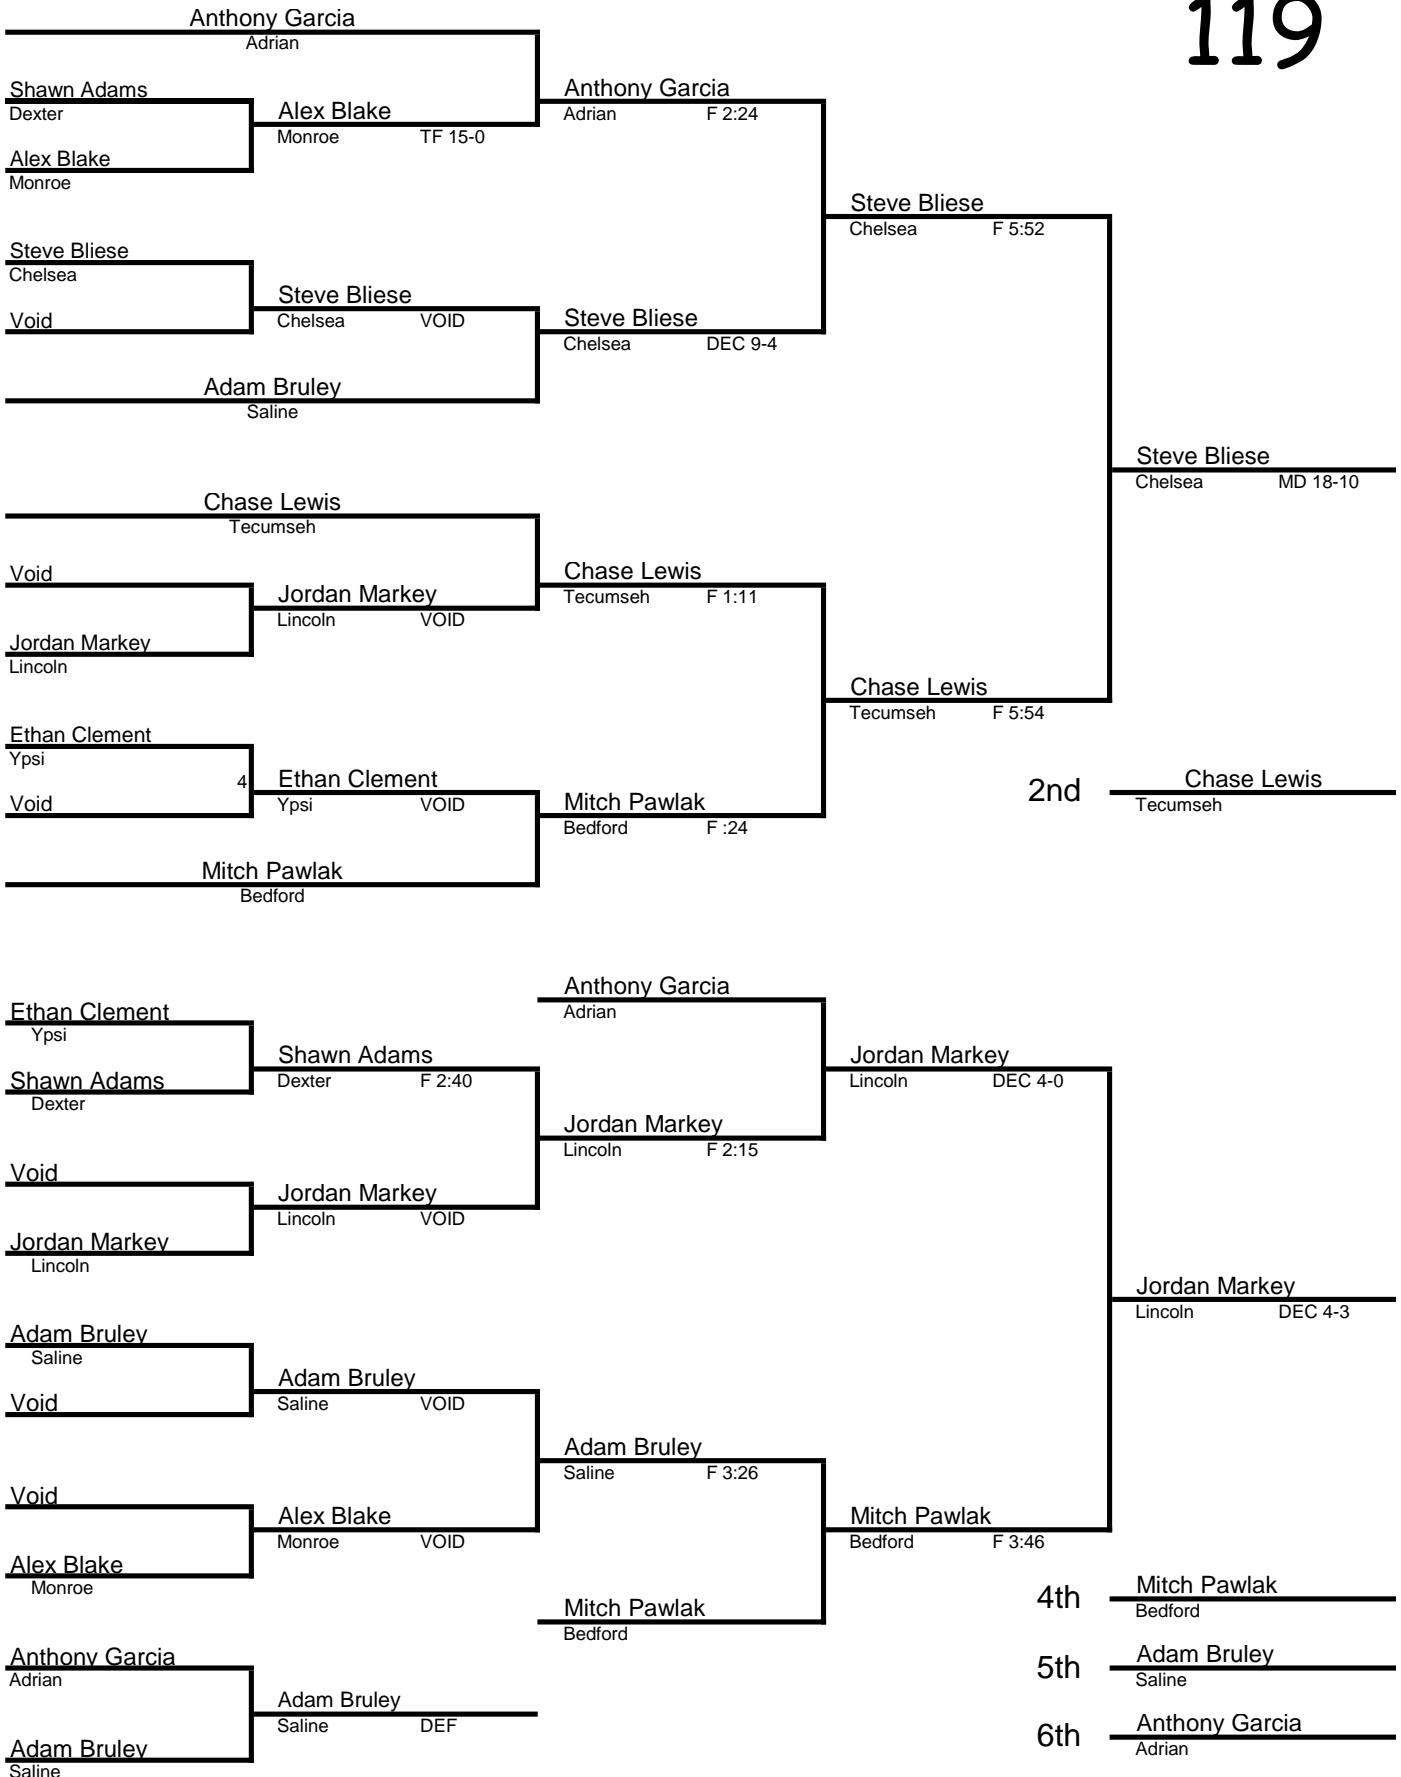 119
Anthony Garcia
Adrian
Shawn Adams
Dexter
Alex Blake
Monroe TF 15-0
Alex Blake
Monroe
Anthony Garcia
Adrian F 2:24
Steve Bliese
Chelsea
Void
Steve Bliese
Chelsea VOID
Adam Bruley
Saline
Steve Bliese
Chelsea DEC 9-4
Steve Bliese
Chelsea F 5:52
Chase Lewis
Tecumseh
Void
Jordan Markey
Lincoln
Jordan Markey
Lincoln VOID
Chase Lewis
Tecumseh F 1:11
Ethan Clement
Ypsi
Void
4
Ethan Clement
Ypsi VOID
Mitch Pawlak
Bedford
Mitch Pawlak
Bedford F :24
Chase Lewis
Tecumseh F 5:54
Steve Bliese
Chelsea MD 18-10
2nd Chase Lewis
Tecumseh
Ethan Clement
Ypsi
Shawn Adams
Dexter
Shawn Adams
Dexter F 2:40
Void
Jordan Markey
Lincoln
Jordan Markey
Lincoln VOID
Anthony Garcia
Adrian
Jordan Markey
Lincoln F 2:15
Jordan Markey
Lincoln DEC 4-0
Adam Bruley
Saline
Void
Adam Bruley
Saline VOID
Void
Alex Blake
Monroe
Alex Blake
Monroe VOID
Adam Bruley
Saline F 3:26
Mitch Pawlak
Bedford
Mitch Pawlak
Bedford F 3:46
Jordan Markey
Lincoln DEC 4-3
Anthony Garcia
Adrian
Adam Bruley
Saline
Adam Bruley
Saline DEF
4th Mitch Pawlak
Bedford
5th Adam Bruley
Saline
6th Anthony Garcia
Adrian